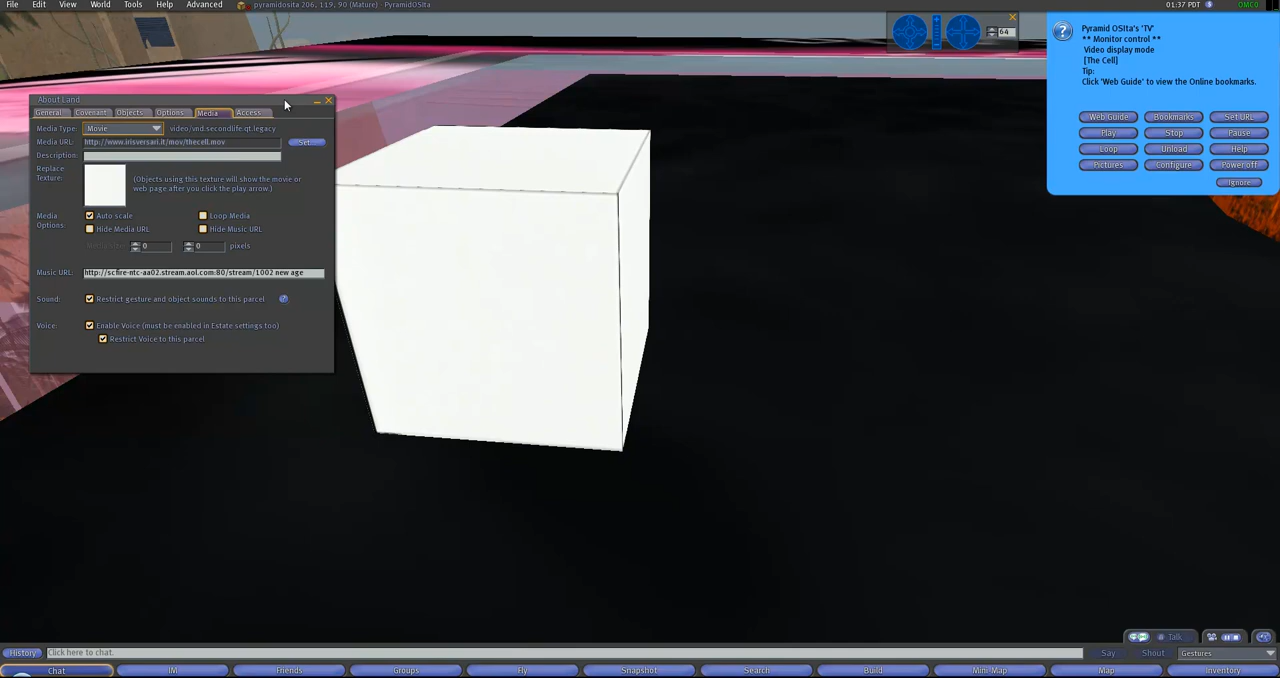 File Edit View World Tools Help Advanced pyramidosita 206, 119, 90 (Mature) - PyramidOSIta 01:37 PDT OMC0
64
Pyramid OSIta's 'TV'
** Monitor control **
Video display mode
[The Cell]
Tip:
Click 'Web Guide' to view the Online bookmarks.
Web Guide Bookmarks Set URL
Play Stop Pause
Loop Unload Help
Pictures Configure Power off
Ignore
About Land
General Covenant Objects Options Media Access
Media Type: Movie video/vnd.secondlife.qt.legacy
Media URL: http://www.irisversari.it/mov/thecell.mov Set...
Description:
Replace Texture: (Objects using this texture will show the movie or
web page after you click the play arrow.)
Media Options: Auto scale Loop Media
Hide Media URL Hide Music URL
0 0 pixels
Music URL: http://scfire-ntc-aa02.stream.aol.com:80/stream/1002 new age
Sound: Restrict gesture and object sounds to this parcel ?
Voice: Enable Voice (must be enabled in Estate settings too)
Restrict Voice to this parcel
Talk
History Click here to chat. Say Shout Gestures
Chat IM Friends Groups Fly Snapshot Search Build Mini-Map Map Inventory